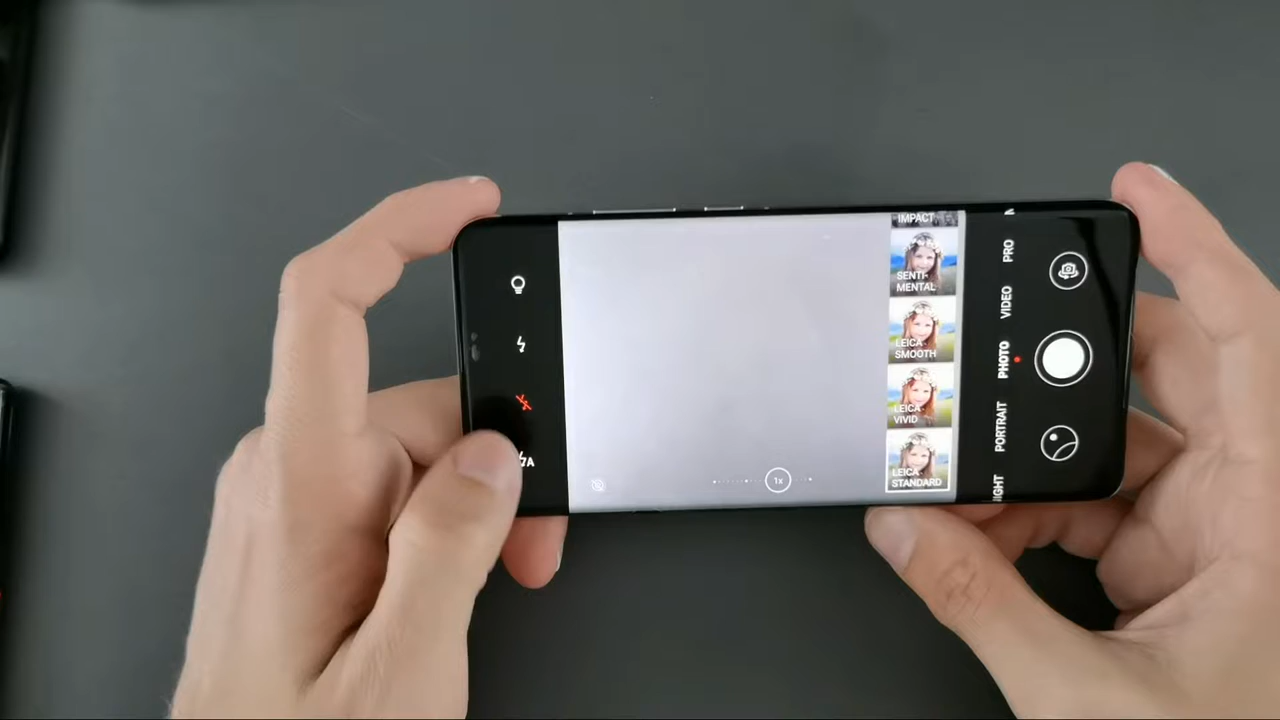 IMPACT
SENTI-
MENTAL
LEICA
SMOOTH
LEICA
VIVID
LEICA
STANDARD
PRO
VIDEO
PHOTO
PORTRAIT
1x
A